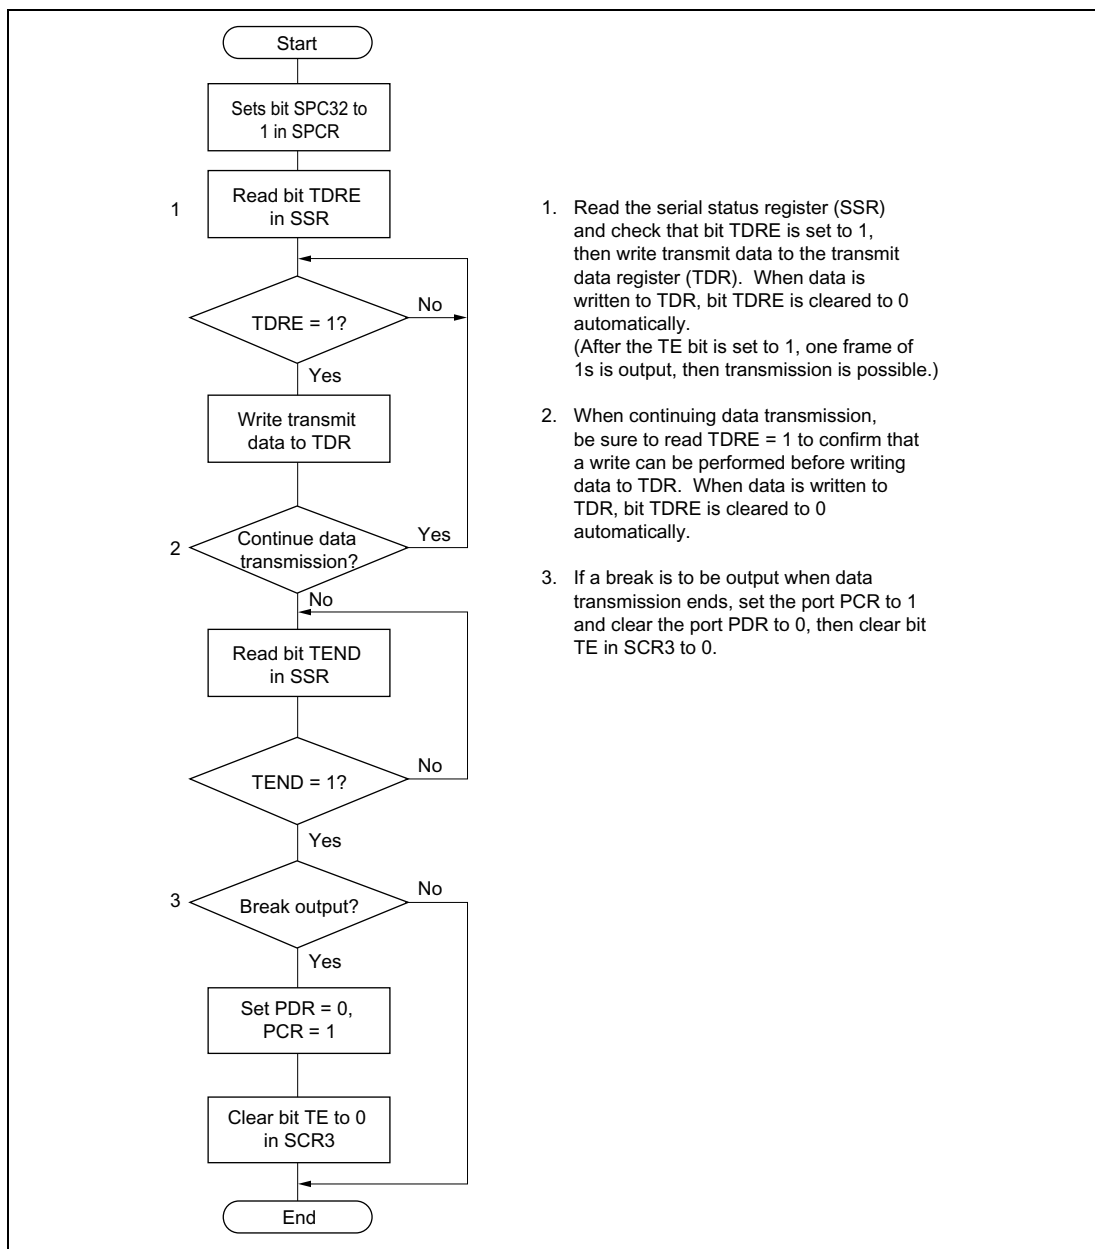 Start
Sets bit SPC32 to
1 in SPCR
1
Read bit TDRE
in SSR
TDRE = 1?
No
Yes
Write transmit
data to TDR
2
Continue data
transmission?
Yes
No
Read bit TEND
in SSR
TEND = 1?
No
Yes
3
Break output?
No
Yes
Set PDR = 0,
PCR = 1
Clear bit TE to 0
in SCR3
End
1. Read the serial status register (SSR)
and check that bit TDRE is set to 1,
then write transmit data to the transmit
data register (TDR). When data is
written to TDR, bit TDRE is cleared to 0
automatically.
(After the TE bit is set to 1, one frame of
1s is output, then transmission is possible.)
2. When continuing data transmission,
be sure to read TDRE = 1 to confirm that
a write can be performed before writing
data to TDR. When data is written to
TDR, bit TDRE is cleared to 0
automatically.
3. If a break is to be output when data
transmission ends, set the port PCR to 1
and clear the port PDR to 0, then clear bit
TE in SCR3 to 0.